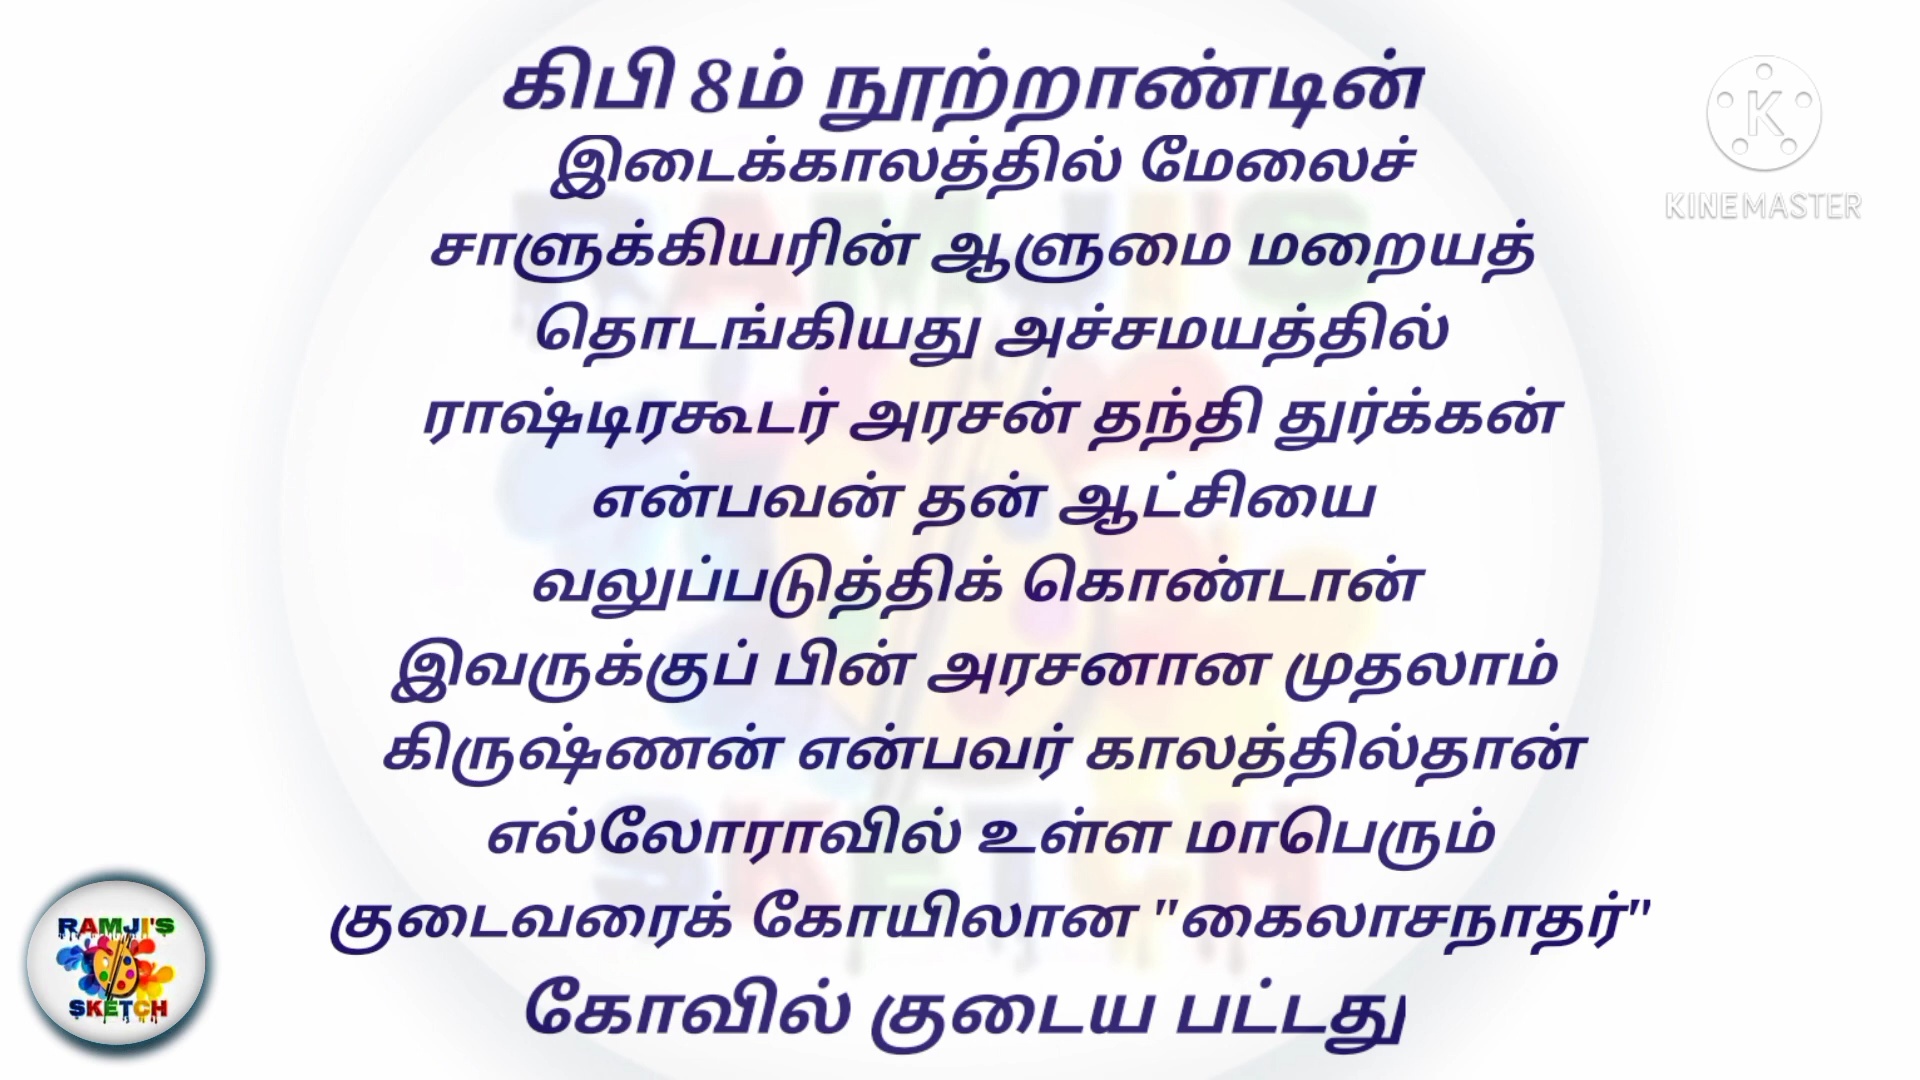 கிபி 8ம் நூற்றாண்டின்
இடைக்காலத்தில் மேலைச்
சாளுக்கியரின் ஆளுமை மறையத்
தொடங்கியது அச்சமயத்தில்
ராஷ்டிரகூடர் அரசன் தந்தி துர்க்கன்
என்பவன் தன் ஆட்சியை
வலுப்படுத்திக் கொண்டான்
இவருக்குப் பின் அரசனான முதலாம்
கிருஷ்ணன் என்பவர் காலத்தில்தான்
எல்லோராவில் உள்ள மாபெரும்
குடைவரைக் கோயிலான "கைலாசநாதர்"
கோவில் குடைய பட்டது
K
KINEMASTER
RAMJI'S
SKETCH
RAMJI'S
SKETCH